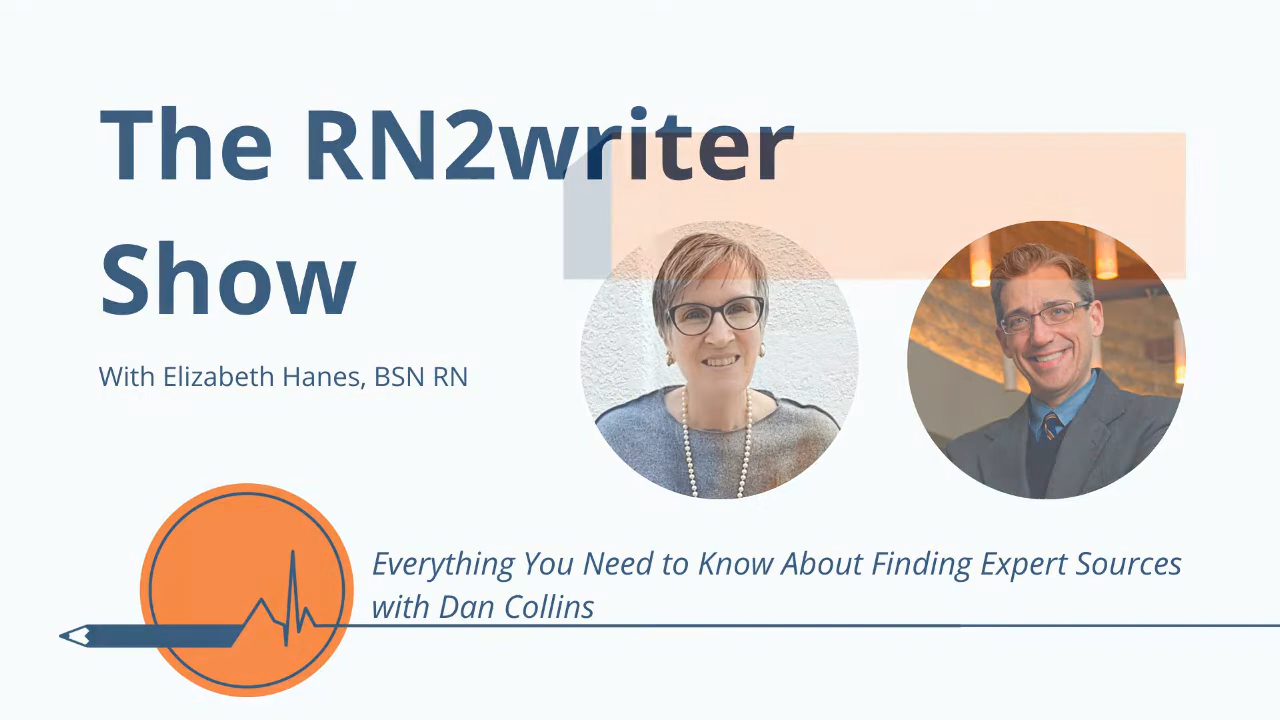 The RN2writer
Show
With Elizabeth Hanes, BSN RN
Everything You Need to Know About Finding Expert Sources
with Dan Collins